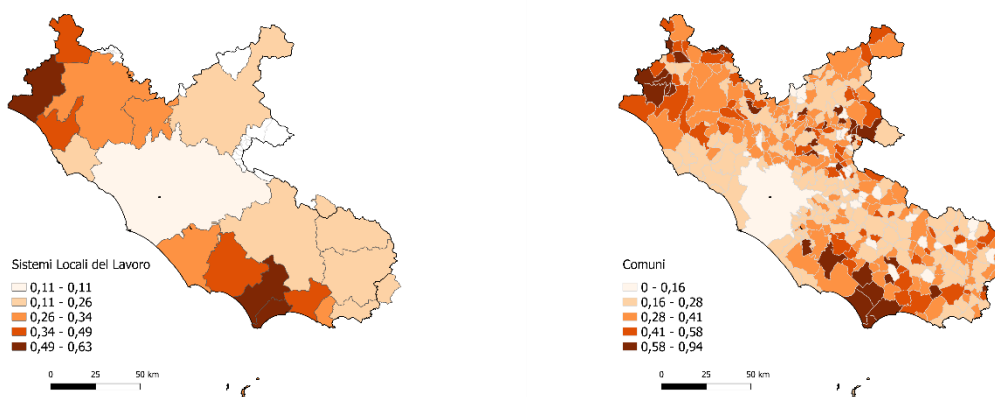 Sistemi Locali del Lavoro
0,11 - 0,11
0,11 - 0,26
0,26 - 0,34
0,34 - 0,49
0,49 - 0,63
0 25 50 km
Comuni
0 - 0,16
0,16 - 0,28
0,28 - 0,41
0,41 - 0,58
0,58 - 0,94
0 25 50 km